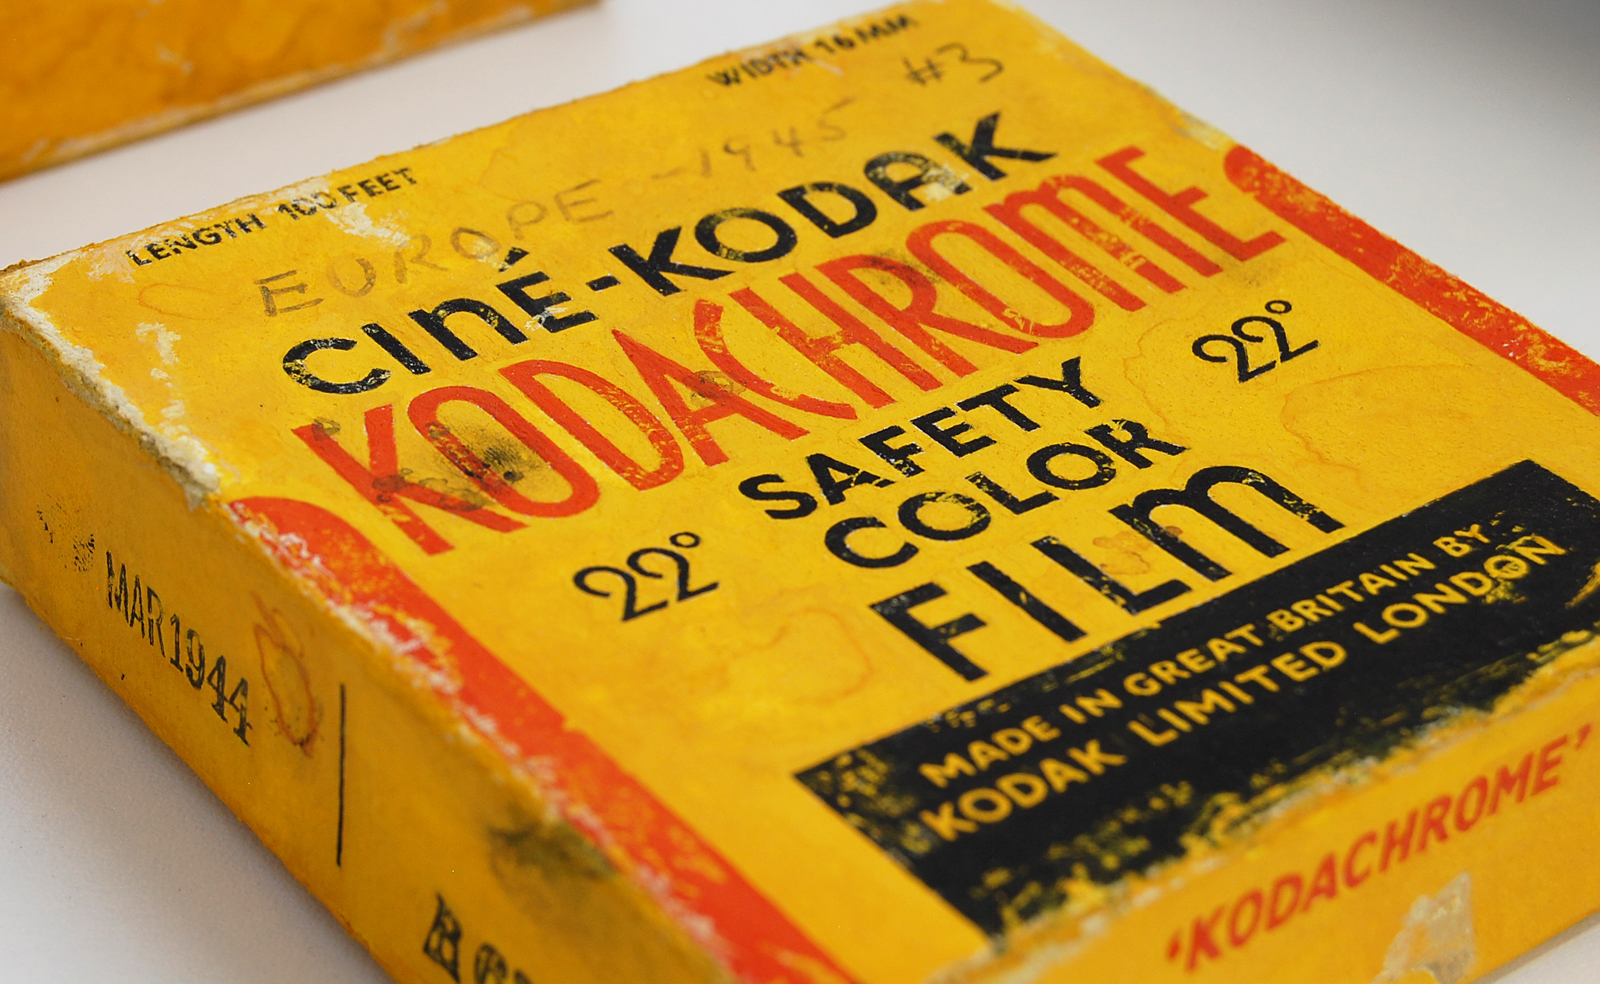 LENGTH 100 FEET
WIDTH 16 MM
#3
EUROPE - 1945
CINÉ-KODAK
KODACHROME
SAFETY
22° COLOR 22°
FILM
MADE IN GREAT BRITAIN BY
KODAK LIMITED LONDON
'KODACHROME'
MAR 1944